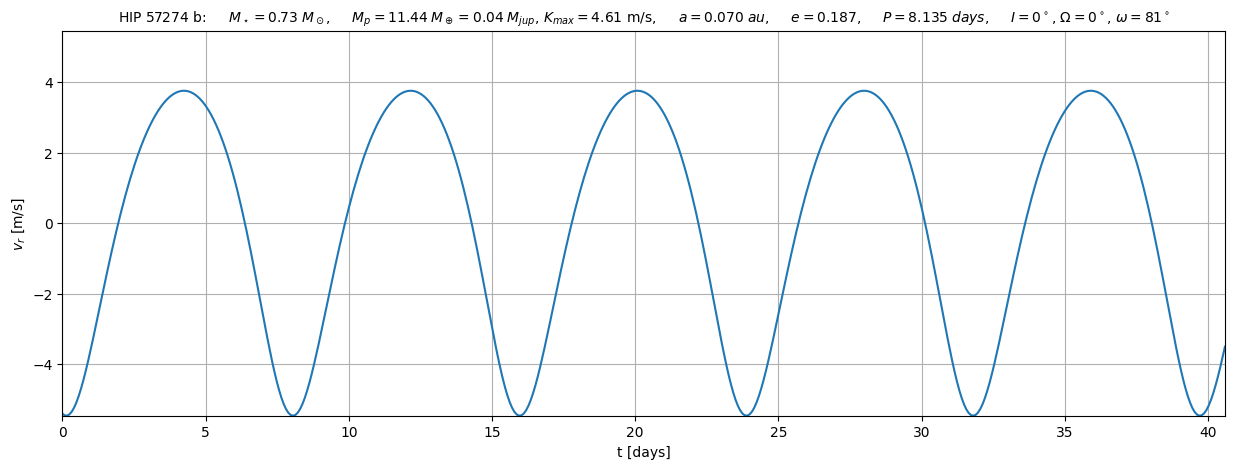 HIP 57274 b: M⋆ = 0.73 M⊙, Mp = 11.44 M⊕ = 0.04 Mjup, Kmax = 4.61 m/s, a = 0.070 au, e = 0.187, P = 8.135 days, I = 0°, Ω = 0°, ω = 81°
4
2
0
−2
−4
vr [m/s]
0 5 10 15 20 25 30 35 40
t [days]